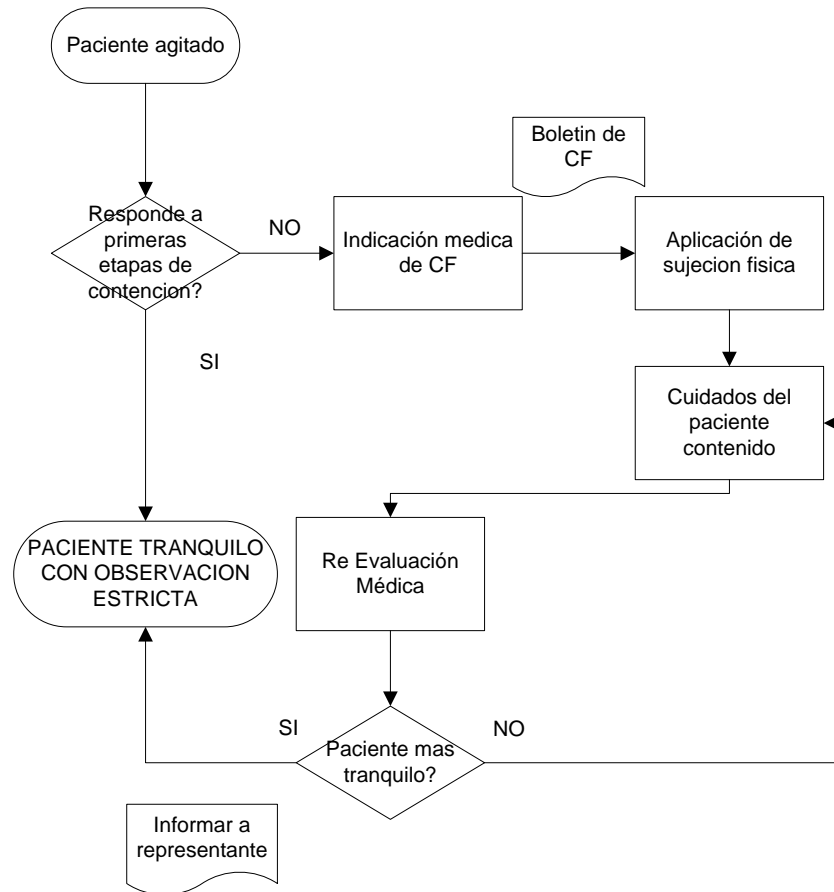 Paciente agitado
Boletin de
CF
Responde a
primeras
etapas de
contencion?
NO
Indicación medica
de CF
Aplicación de
sujecion fisica
SI
Cuidados del
paciente
contenido
PACIENTE TRANQUILO
CON OBSERVACION
ESTRICTA
Re Evaluación
Médica
SI
NO
Paciente mas
tranquilo?
Informar a
representante